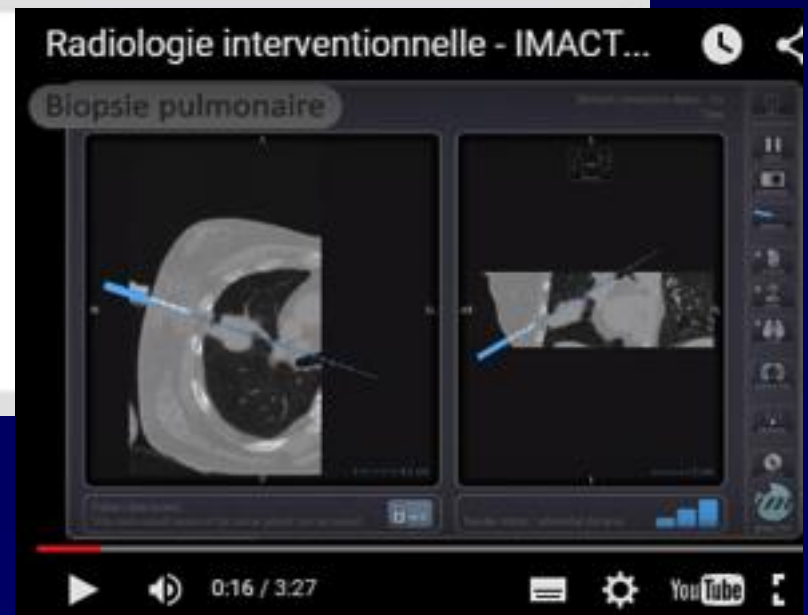 Radiologie interventionnelle - IMACT...
Biopsie pulmonaire
0:16 / 3:27
YouTube